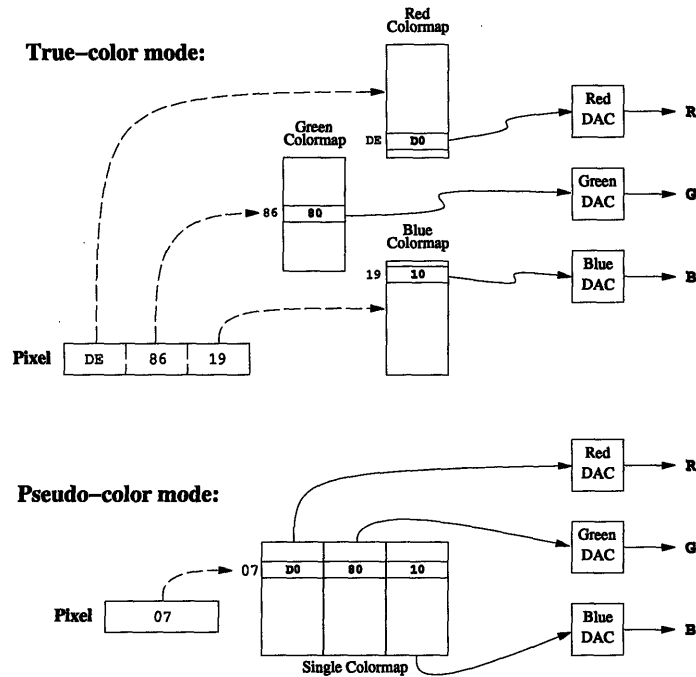 Red
Colormap
True-color mode:
Red
DAC
R
DE
D0
Green
Colormap
Green
DAC
G
86
80
Blue
Colormap
Blue
DAC
B
19
10
Pixel
DE
86
19
Red
DAC
R
Pseudo-color mode:
Green
DAC
G
07
D0
80
10
Pixel
07
Blue
DAC
B
Single Colormap